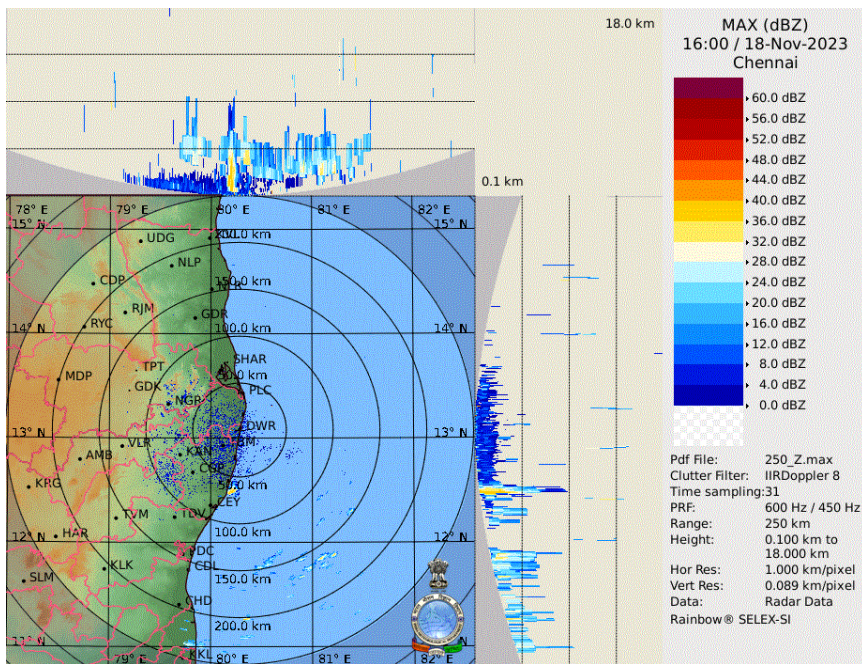 18.0 km
MAX (dBZ)
16:00 / 18-Nov-2023
Chennai
60.0 dBZ
56.0 dBZ
52.0 dBZ
48.0 dBZ
44.0 dBZ
40.0 dBZ
36.0 dBZ
32.0 dBZ
28.0 dBZ
24.0 dBZ
20.0 dBZ
16.0 dBZ
12.0 dBZ
8.0 dBZ
4.0 dBZ
0.0 dBZ
0.1 km
78° E 79° E 80° E 81° E 82° E
15° N
UDG
NLP
150.0 km
CDP
RJM
GDR
100.0 km
RYC
14° N 14° N
SHAR
TPT
MDP
GDK
PLC
NGR
DWR
13° N 13° N
VLR
KAN
AMB
50.0 km
KRG
CEY
TVM
TDV
100.0 km
HAR
12° N 12° N
CDL
KLK
150.0 km
SLM
CHD
200.0 km
KKL
79° E 80° E 81° E 82° E
Pdf File: 250_Z.max
Clutter Filter: IIRDoppler 8
Time sampling:31
PRF: 600 Hz / 450 Hz
Range: 250 km
Height: 0.100 km to
18.000 km
Hor Res: 1.000 km/pixel
Vert Res: 0.089 km/pixel
Data: Radar Data
Rainbow® SELEX-SI